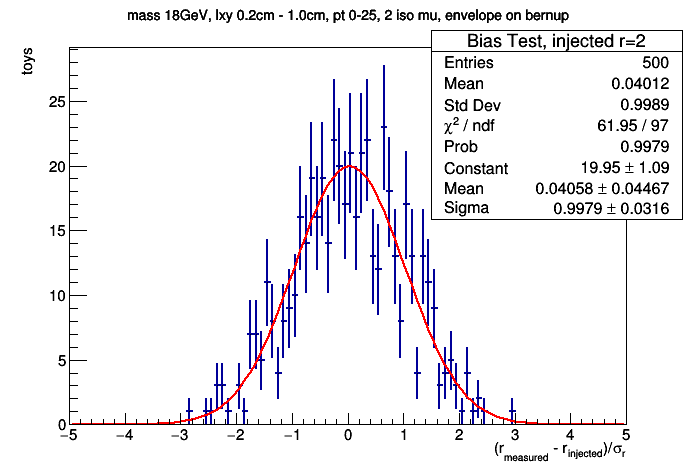 mass 18GeV, lxy 0.2cm - 1.0cm, pt 0-25, 2 iso mu, envelope on bernup
Bias Test, injected r=2
Entries 500
Mean 0.04012
Std Dev 0.9989
χ² / ndf 61.95 / 97
Prob 0.9979
Constant 19.95 ± 1.09
Mean 0.04058 ± 0.04467
Sigma 0.9979 ± 0.0316
toys
25
20
15
10
5
0
−5 −4 −3 −2 −1 0 1 2 3 4 5
(r_measured - r_injected)/σ_r